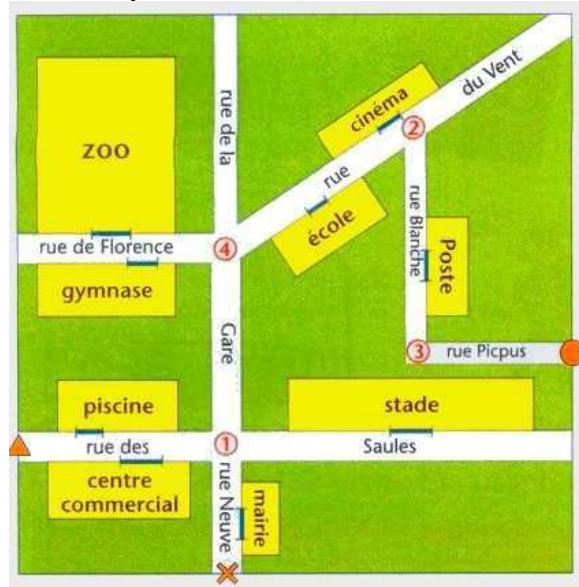 rue de la
du Vent
cinéma
②
ZOO
rue
rue Blanche
école
rue de Florence
④
Poste
gymnase
Gare
③
rue Picpus
piscine
stade
rue des
①
Saules
centre
commercial
rue Neuve
mairie